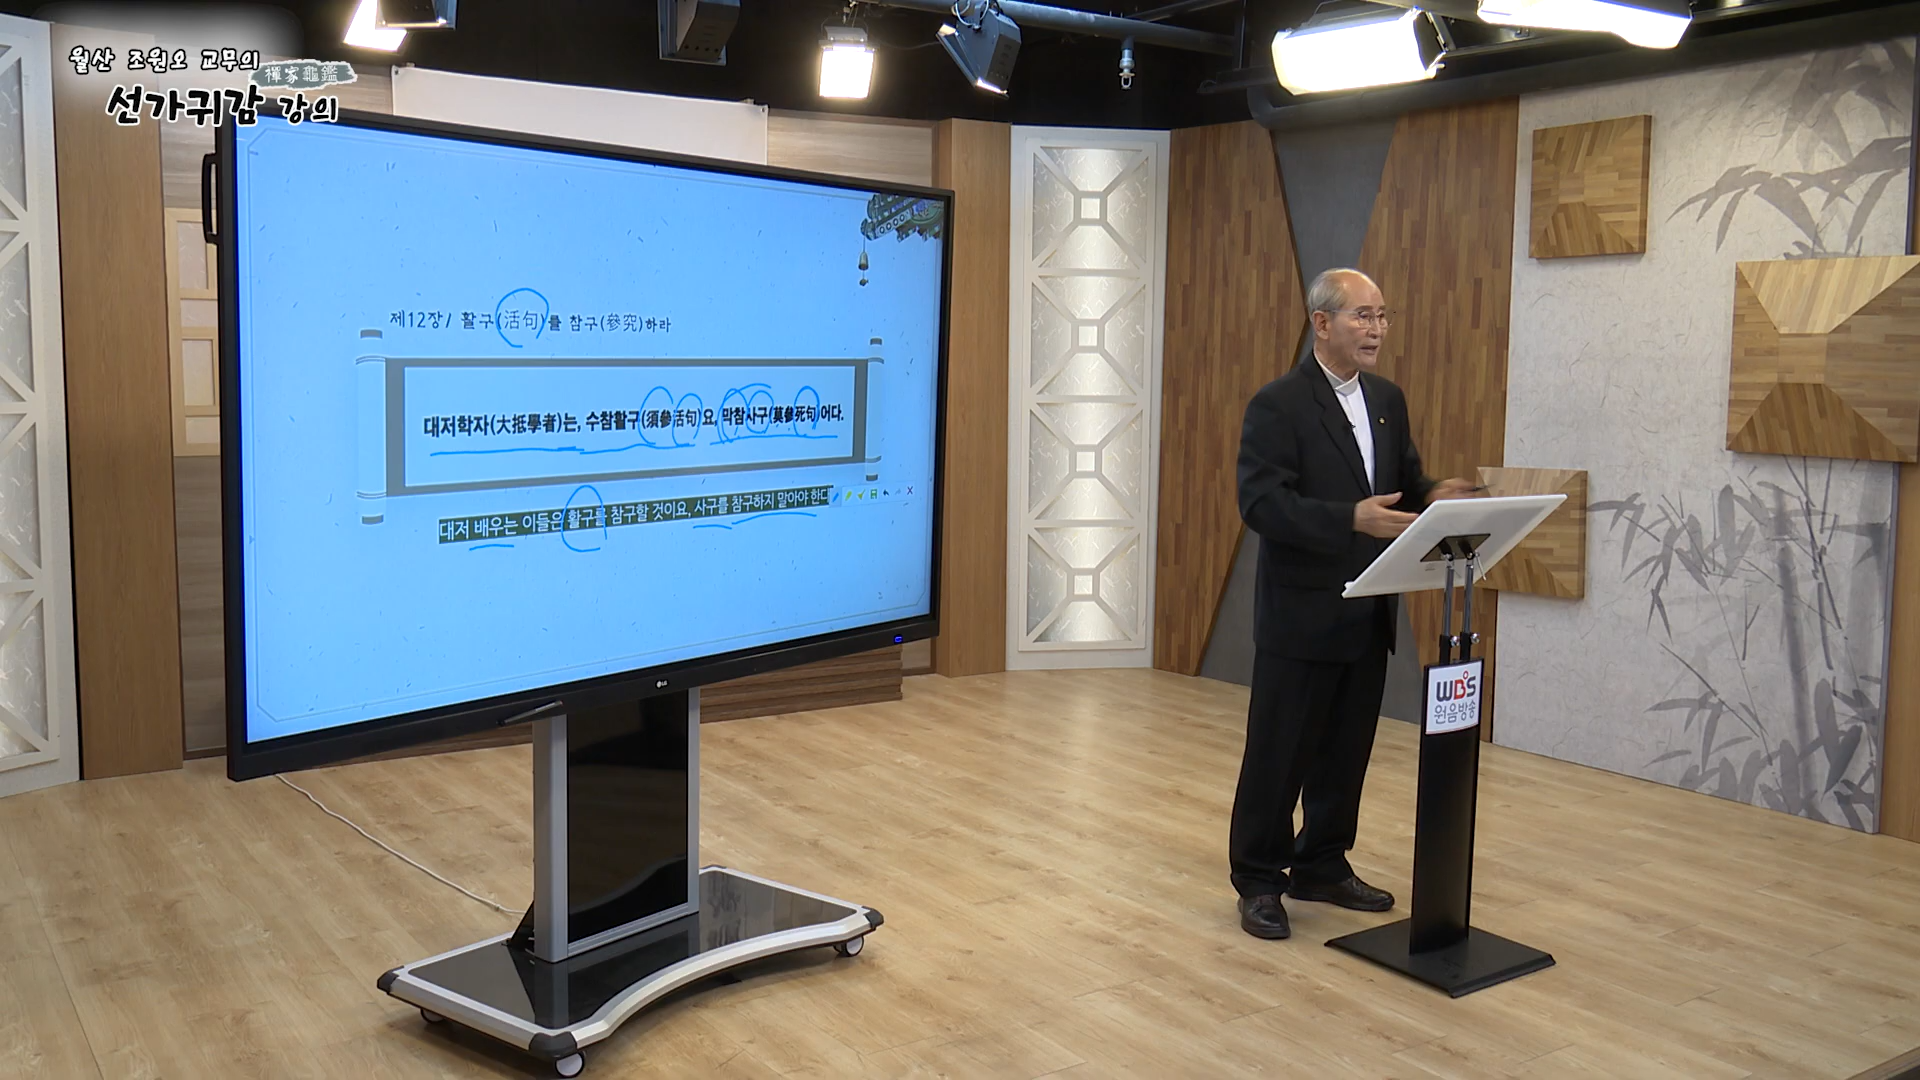 월산 조원오 교무의
禪家龜鑑
선가귀감 강의
제12장/ 활구(活句)를 참구(參究)하라
대저학자(大抵學者)는, 수참활구(須參活句)요, 막참사구(莫參死句)어다.
대저 배우는 이들은 활구를 참구할 것이요, 사구를 참구하지 말아야 한다
LG
WBS
원음방송